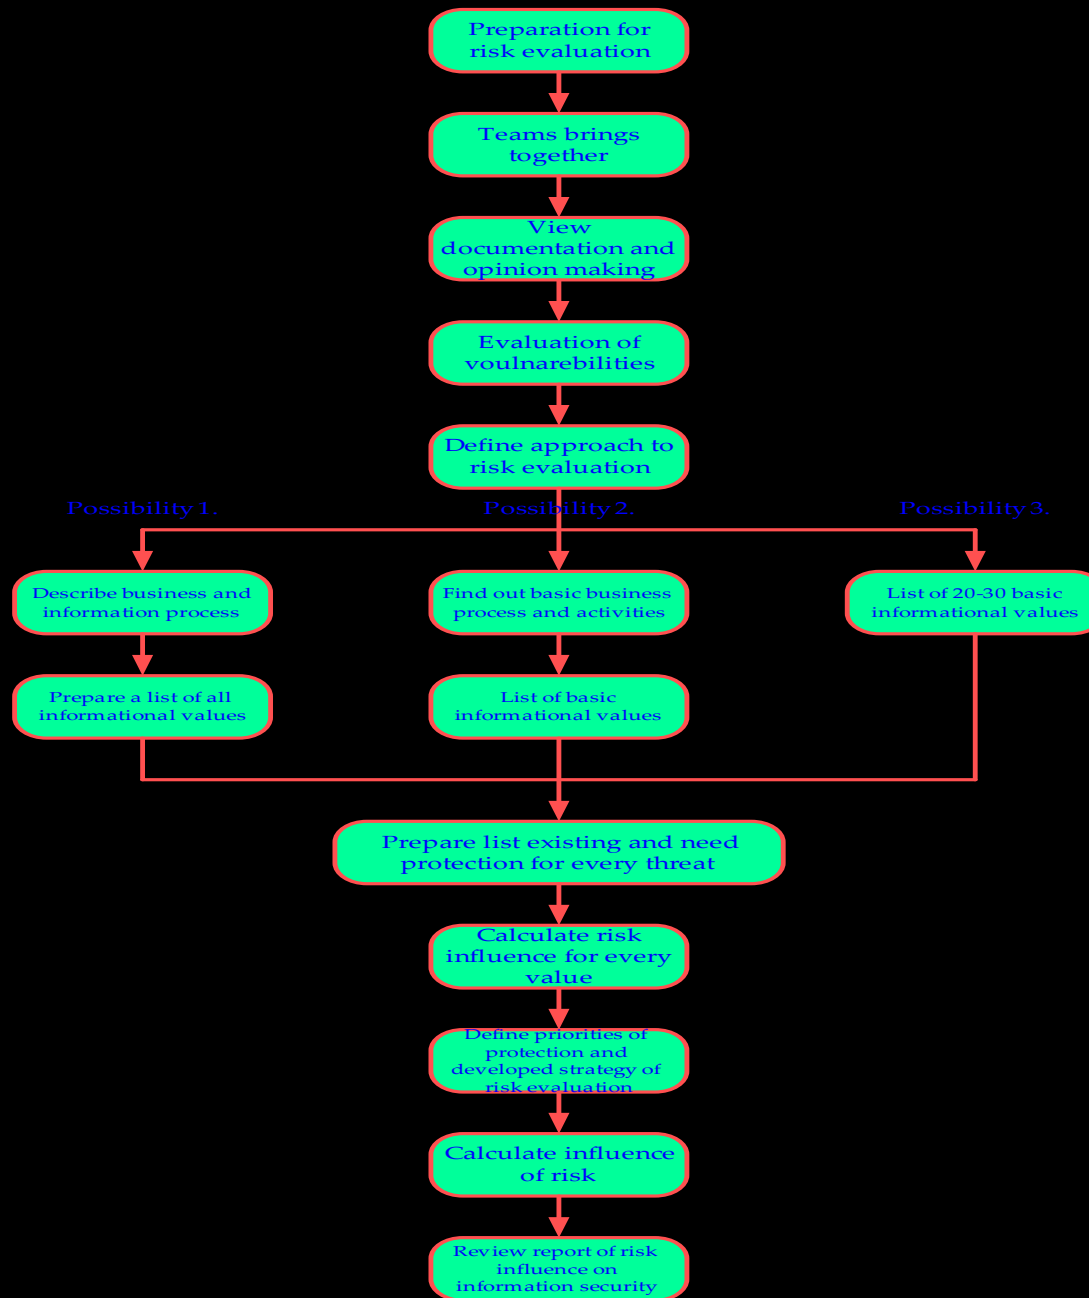 Preparation for
risk evaluation
Teams brings
together
View
documentation and
opinion making
Evaluation of
voulnarebilities
Define approach to
risk evaluation
Possibility 1.
Possibility 2.
Possibility 3.
Describe business and
information process
Find out basic business
process and activities
List of 20-30 basic
informational values
Prepare a list of all
informational values
List of basic
informational values
Prepare list existing and need
protection for every threat
Calculate risk
influence for every
value
Define priorities of
protection and
developed strategy of
risk evaluation
Calculate influence
of risk
Review report of risk
influence on
information security